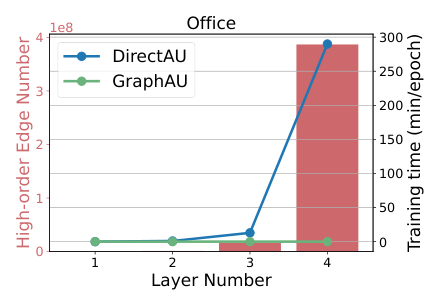 Office
1e8
DirectAU
GraphAU
High-order Edge Number
4
3
2
1
0
Training time (min/epoch)
300
250
200
150
100
50
0
1 2 3 4
Layer Number